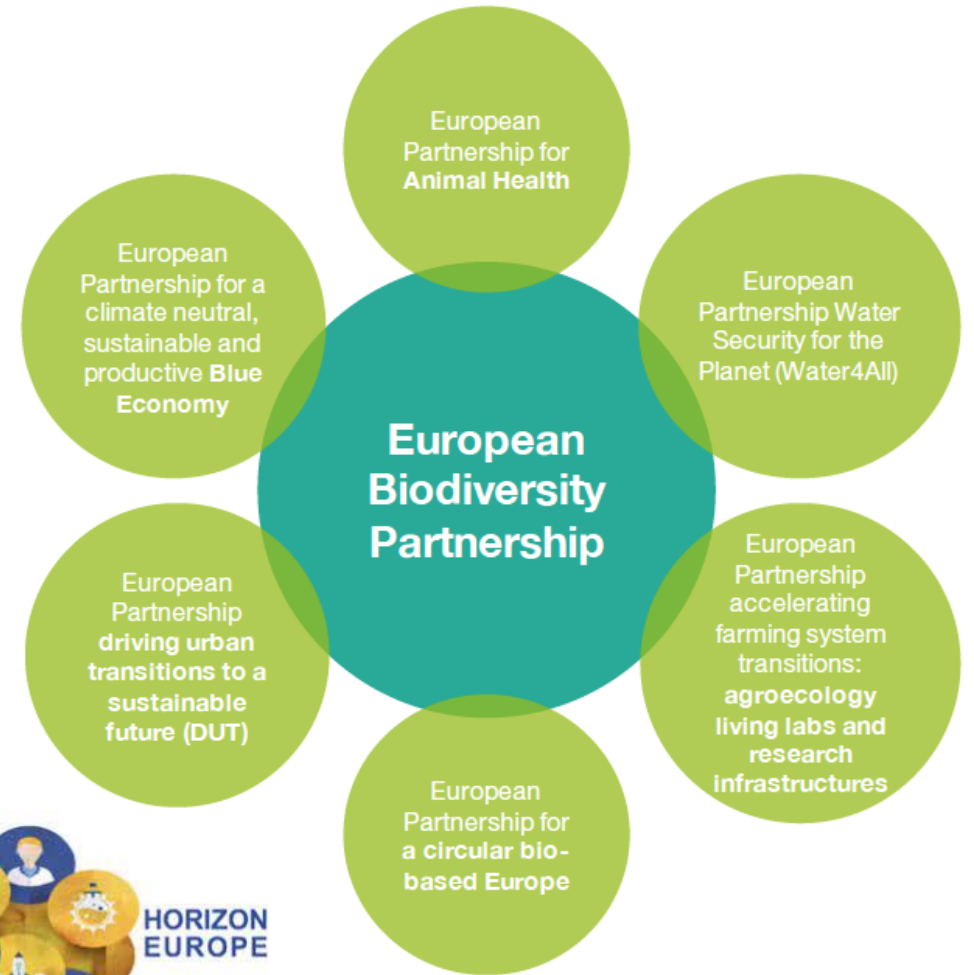 European
Partnership for
Animal Health
European
Partnership for a
climate neutral,
sustainable and
productive Blue
Economy
European
Partnership Water
Security for the
Planet (Water4All)
European
Biodiversity
Partnership
European
Partnership
driving urban
transitions to a
sustainable
future (DUT)
European
Partnership
accelerating
farming system
transitions:
agroecology
living labs and
research
infrastructures
European
Partnership for
a circular bio-
based Europe
HORIZON
EUROPE